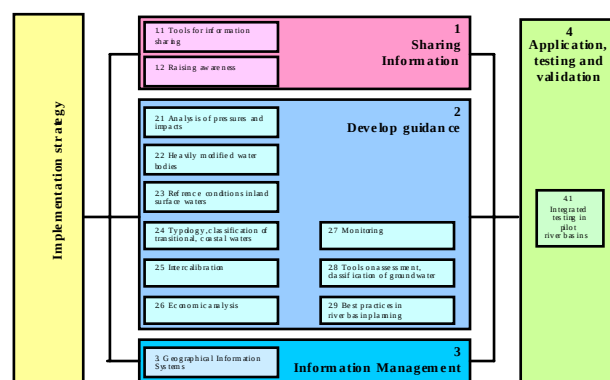 Implementation strategy
1
Sharing
Information
1.1 Tools for information
sharing
1.2 Raising awareness
2
Develop guidance
2.1 Analysis of pressures and
impacts
2.2 Heavily modified water
bodies
2.3 Reference conditions inland
surface waters
2.4 Typology, classification of
transitional, coastal waters
2.5 Intercalibration
2.6 Economic analysis
2.7 Monitoring
2.8 Tools on assessment,
classification of groundwater
2.9 Best practices in
river basin planning
3
Information Management
3. Geographical Information
Systems
4
Application,
testing and
validation
4.1
Integrated
testing in
pilot
river basins